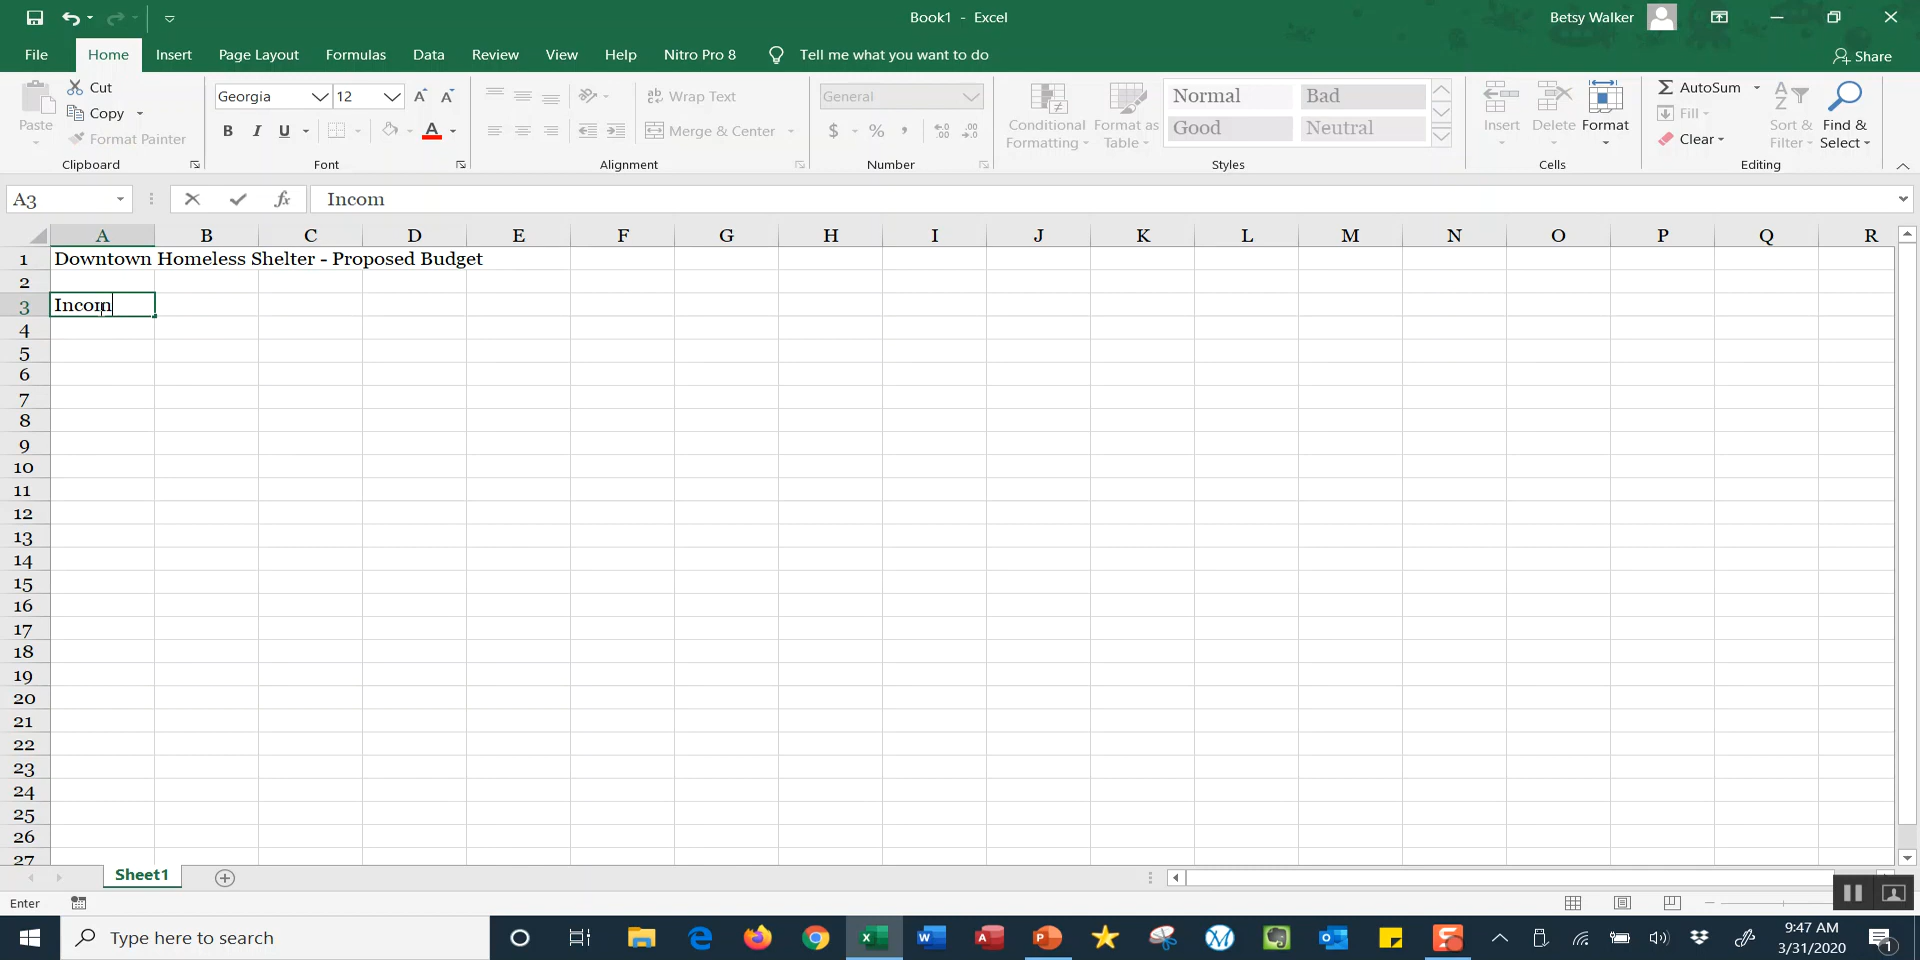 Book1 - Excel
Betsy Walker
File Home Insert Page Layout Formulas Data Review View Help Nitro Pro 8 Tell me what you want to do
Share
Paste
Cut
Copy
Format Painter
Clipboard
Georgia 12
B I U A
Font
ab Wrap Text
Merge & Center
Alignment
General
$ % ,
Number
Conditional Formatting
Format as Table
Normal Bad
Good Neutral
Styles
Insert Delete Format
Cells
AutoSum
Fill
Clear
Sort & Filter
Find & Select
Editing
A3 fx Incom
A B C D E F G H I J K L M N O P Q R
1 Downtown Homeless Shelter - Proposed Budget
2
3 Incom
4
5
6
7
8
9
10
11
12
13
14
15
16
17
18
19
20
21
22
23
24
25
26
27
Sheet1
Enter
Type here to search
9:47 AM
3/31/2020
1